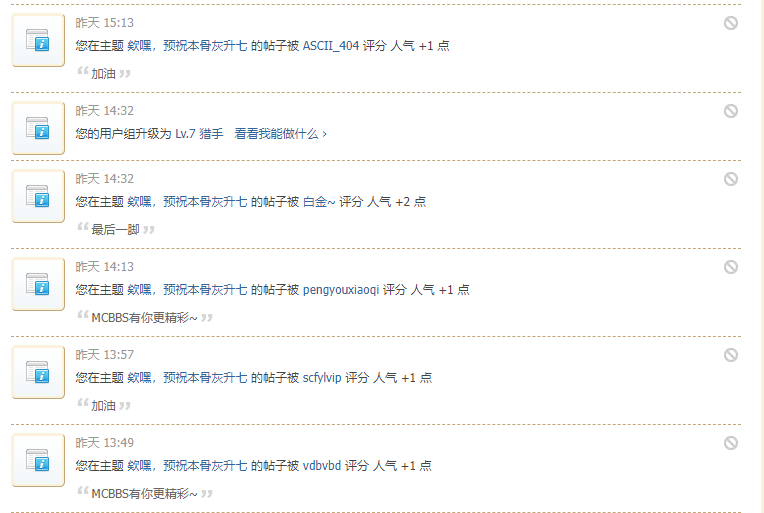 昨天 15:13
您在主题 欸嘿，预祝本骨灰升七 的帖子被 ASCII_404 评分 人气 +1 点
“加油”
昨天 14:32
您的用户组升级为 Lv.7 猎手 看看我能做什么 ›
昨天 14:32
您在主题 欸嘿，预祝本骨灰升七 的帖子被 白金~ 评分 人气 +2 点
“最后一脚”
昨天 14:13
您在主题 欸嘿，预祝本骨灰升七 的帖子被 pengyouxiaoqi 评分 人气 +1 点
“MCBBS有你更精彩~”
昨天 13:57
您在主题 欸嘿，预祝本骨灰升七 的帖子被 scfylvip 评分 人气 +1 点
“加油”
昨天 13:49
您在主题 欸嘿，预祝本骨灰升七 的帖子被 vdbvbd 评分 人气 +1 点
“MCBBS有你更精彩~”